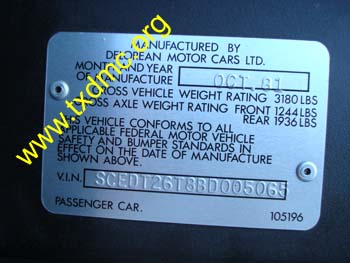 MANUFACTURED BY
DELOREAN MOTOR CARS LTD.
MONTH AND YEAR
OF MANUFACTURE OCT.81
GROSS VEHICLE WEIGHT RATING 3180 LBS
GROSS AXLE WEIGHT RATING FRONT 1244 LBS
REAR 1936 LBS
THIS VEHICLE CONFORMS TO ALL
APPLICABLE FEDERAL MOTOR VEHICLE
SAFETY AND BUMPER STANDARDS IN
EFFECT ON THE DATE OF MANUFACTURE
SHOWN ABOVE.
V.I.N. SCEDT26T8BD005065
PASSENGER CAR. 105196
www.txdmc.org